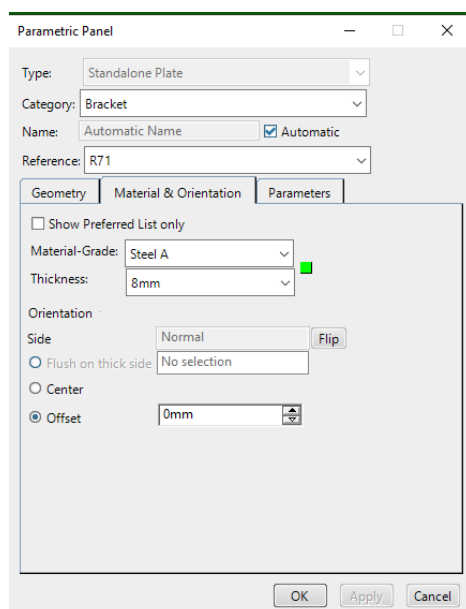 Parametric Panel
Type: Standalone Plate
Category: Bracket
Name: Automatic Name Automatic
Reference: R71
Geometry Material & Orientation Parameters
Show Preferred List only
Material-Grade: Steel A
Thickness: 8mm
Orientation
Side Normal Flip
Flush on thick side No selection
Center
Offset 0mm
OK Apply Cancel